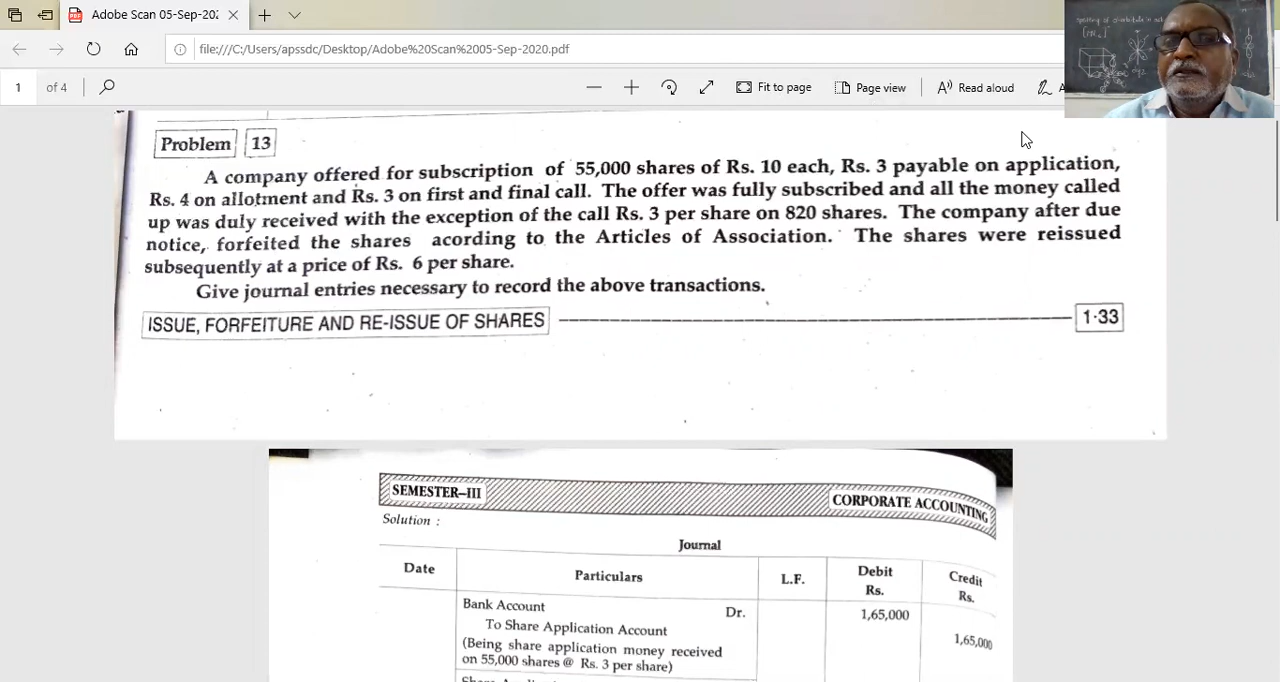 Adobe Scan 05-Sep-202
file:///C:/Users/apssdc/Desktop/Adobe%20Scan%2005-Sep-2020.pdf
1 of 4
Fit to page
Page view
Read aloud
Problem 13
A company offered for subscription of 55,000 shares of Rs. 10 each, Rs. 3 payable on application,
Rs. 4 on allotment and Rs. 3 on first and final call. The offer was fully subscribed and all the money called
up was duly received with the exception of the call Rs. 3 per share on 820 shares. The company after due
notice, forfeited the shares acording to the Articles of Association. The shares were reissued
subsequently at a price of Rs. 6 per share.
Give journal entries necessary to record the above transactions.
ISSUE, FORFEITURE AND RE-ISSUE OF SHARES 1·33
SEMESTER–III CORPORATE ACCOUNTING
Solution :
Journal
Date Particulars L.F. Debit Rs. Credit Rs.
Bank Account Dr. 1,65,000
To Share Application Account 1,65,000
(Being share application money received
on 55,000 shares @ Rs. 3 per share)